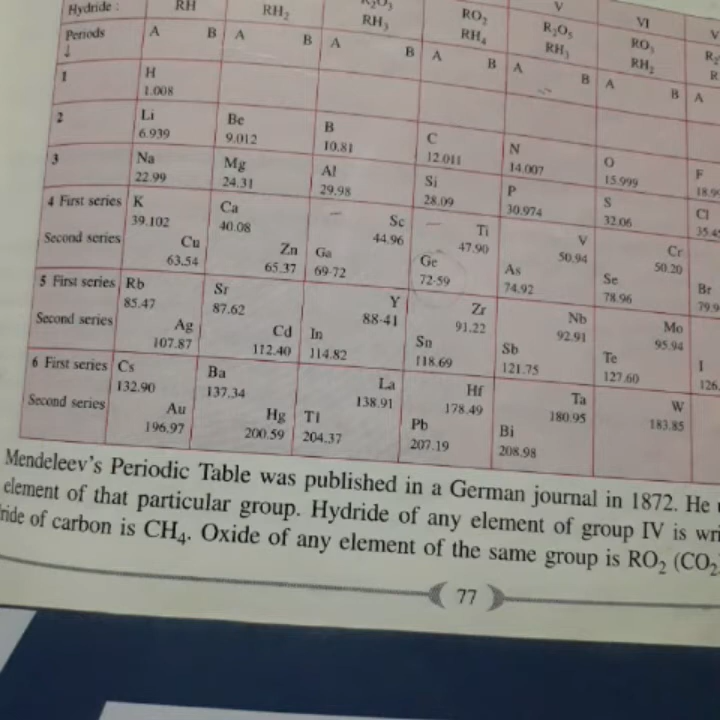 Hydride : RH RH₂ R₂O₃ RH₃ RO₂ RH₄ V R₂O₅ RH₃ VI RO₃ RH₂
Periods ↓ A B A B A B A B A B A B A
1 H
1.008
2 Li Be B C N O F
6.939 9.012 10.81 12.011 14.007 15.999 18.9
3 Na Mg Al Si P S Cl
22.99 24.31 29.98 28.09 30.974 32.06 35.4
4 First series K Ca Sc Ti V Cr
39.102 40.08 44.96 47.90 50.94 50.20
Second series Cu Zn Ga Ge As Se Br
63.54 65.37 69-72 72-59 74.92 78.96 79.9
5 First series Rb Sr Y Zr Nb Mo
85.47 87.62 88-41 91.22 92.91 95.94
Second series Ag Cd In Sn Sb Te I
107.87 112.40 114.82 118.69 121.75 127.60 126.
6 First series Cs Ba La Hf Ta W
132.90 137.34 138.91 178.49 180.95 183.85
Second series Au Hg Tl Pb Bi
196.97 200.59 204.37 207.19 208.98
Mendeleev's Periodic Table was published in a German journal in 1872. He
element of that particular group. Hydride of any element of group IV is wri
ride of carbon is CH₄. Oxide of any element of the same group is RO₂ (CO₂
77